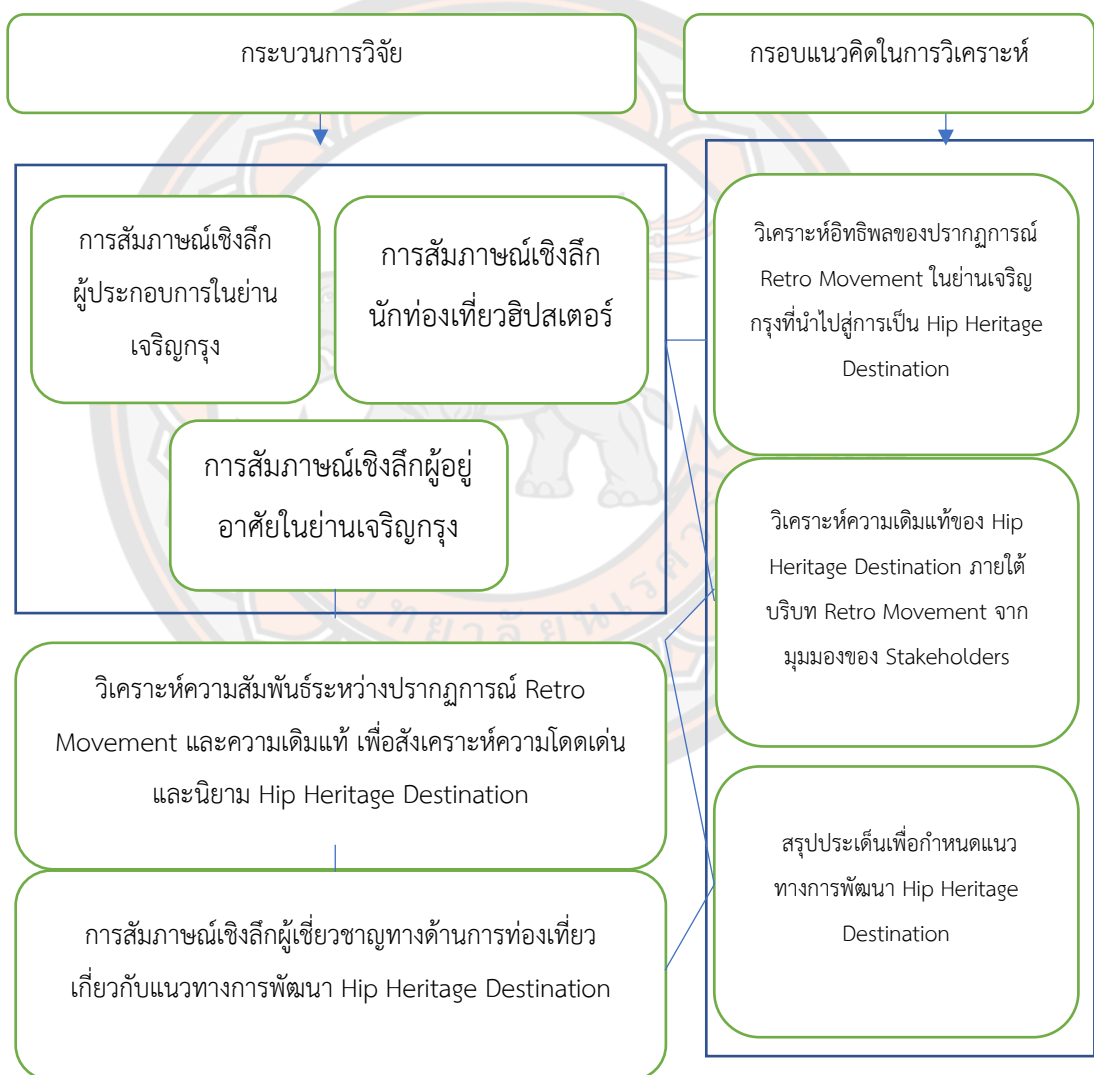 กระบวนการวิจัย
กรอบแนวคิดในการวิเคราะห์
การสัมภาษณ์เชิงลึก
ผู้ประกอบการในย่าน
เจริญกรุง
การสัมภาษณ์เชิงลึก
นักท่องเที่ยวฮิปสเตอร์
การสัมภาษณ์เชิงลึกผู้อยู่
อาศัยในย่านเจริญกรุง
วิเคราะห์ความสัมพันธ์ระหว่างปรากฏการณ์ Retro
Movement และความเดิมแท้ เพื่อสังเคราะห์ความโดดเด่น
และนิยาม Hip Heritage Destination
การสัมภาษณ์เชิงลึกผู้เชี่ยวชาญทางด้านการท่องเที่ยว
เกี่ยวกับแนวทางการพัฒนา Hip Heritage Destination
วิเคราะห์อิทธิพลของปรากฏการณ์
Retro Movement ในย่านเจริญ
กรุงที่นำไปสู่การเป็น Hip Heritage
Destination
วิเคราะห์ความเดิมแท้ของ Hip
Heritage Destination ภายใต้
บริบท Retro Movement จาก
มุมมองของ Stakeholders
สรุปประเด็นเพื่อกำหนดแนว
ทางการพัฒนา Hip Heritage
Destination